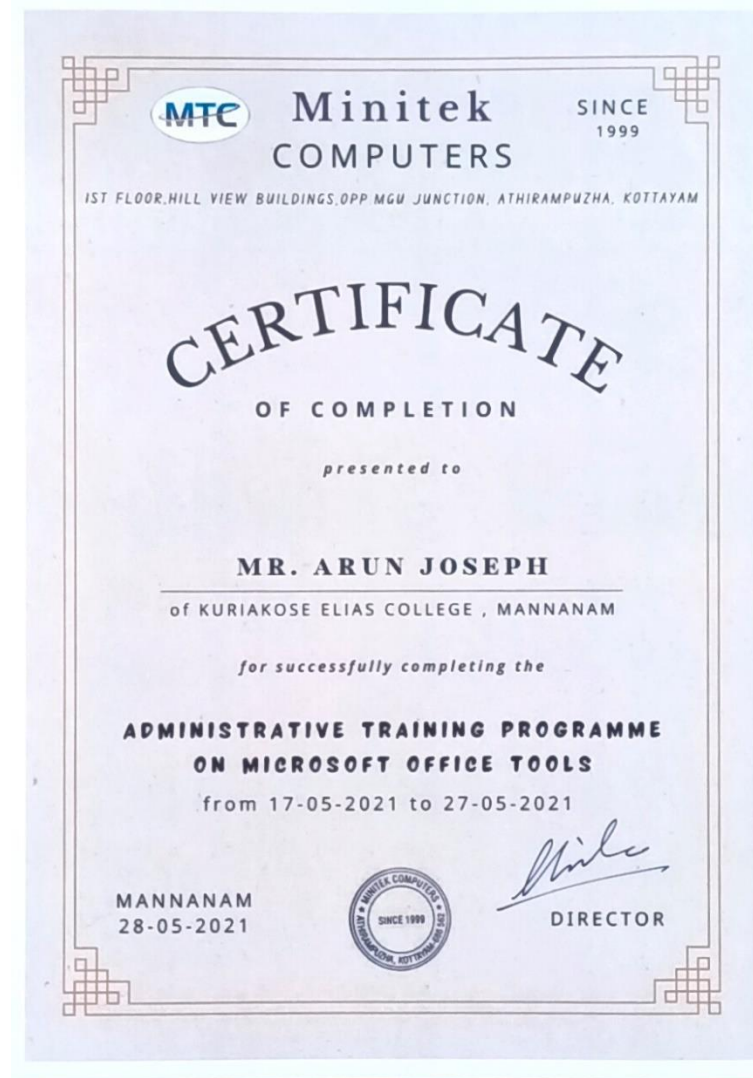 MTC
Minitek
COMPUTERS
SINCE
1999
IST FLOOR,HILL VIEW BUILDINGS,OPP MGU JUNCTION, ATHIRAMPUZHA, KOTTAYAM
CERTIFICATE
OF COMPLETION
presented to
MR. ARUN JOSEPH
of KURIAKOSE ELIAS COLLEGE , MANNANAM
for successfully completing the
ADMINISTRATIVE TRAINING PROGRAMME
ON MICROSOFT OFFICE TOOLS
from 17-05-2021 to 27-05-2021
MANNANAM
28-05-2021
MINITEK COMPUTERS
SINCE 1999
ATHIRAMPUZHA, KOTTAYAM
DIRECTOR